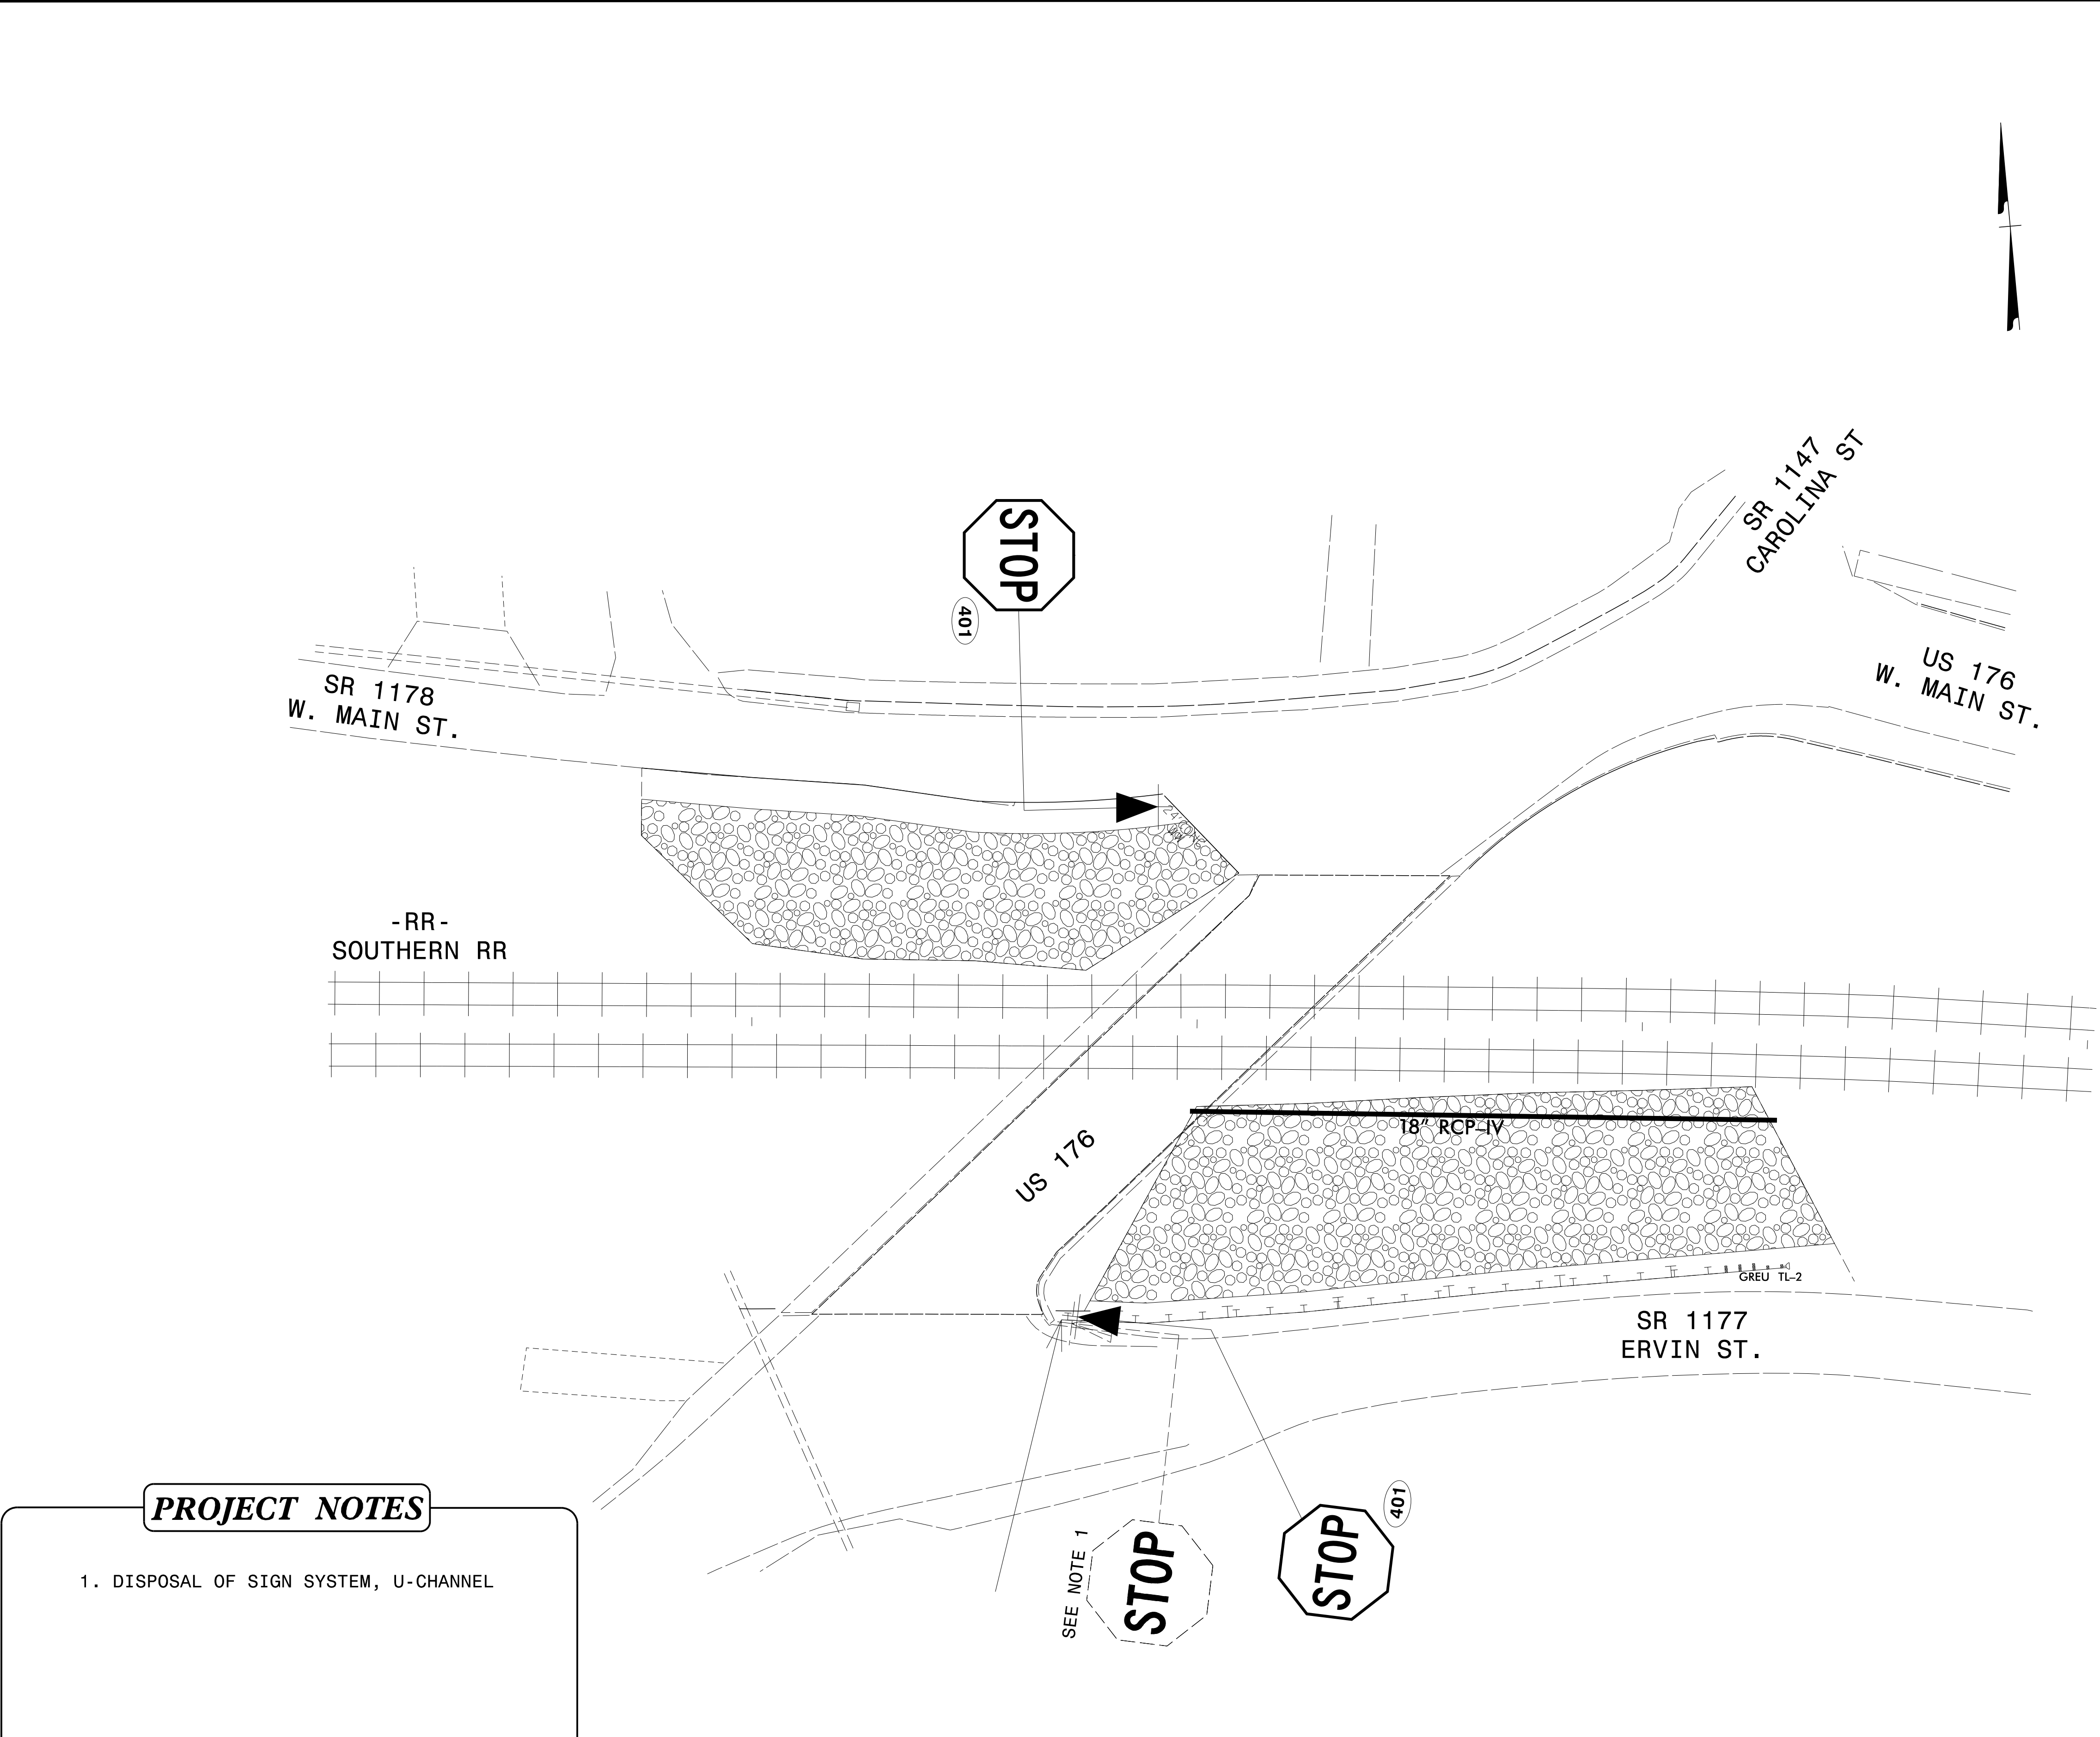 SR 1147
CAROLINA ST
STOP
401
US 176
W. MAIN ST.
SR 1178
W. MAIN ST.
-RR-
SOUTHERN RR
18" RCP-IV
US 176
GREU TL-2
SR 1177
ERVIN ST.
SEE NOTE 1
STOP
STOP
401
PROJECT NOTES
1. DISPOSAL OF SIGN SYSTEM, U-CHANNEL